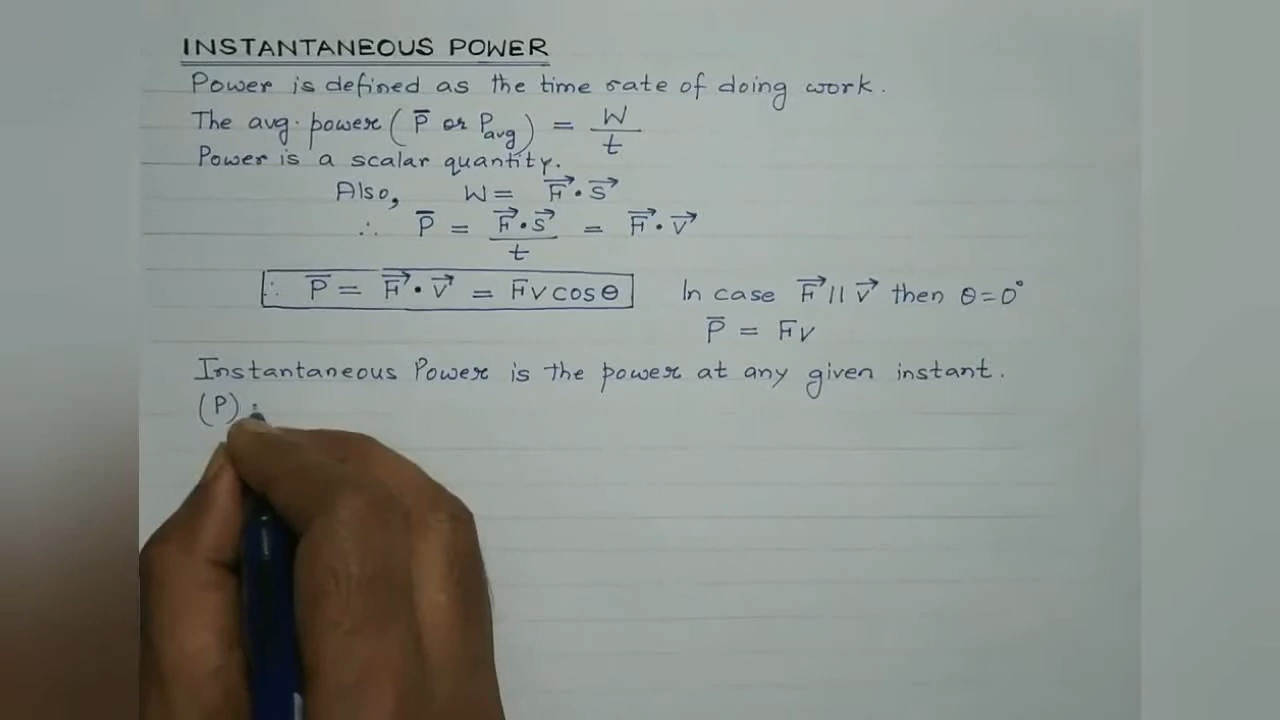 INSTANTANEOUS POWER
Power is defined as the time rate of doing work.
The avg. power (P̅ or Pavg) = W/t
Power is a scalar quantity.
Also, W = F⃗ · s⃗
∴ P̅ = F⃗ · s⃗ / t = F⃗ · v⃗
∴ P̅ = F⃗ · v⃗ = Fv cosθ In case F⃗ || v⃗ then θ = 0°
P̅ = Fv
Instantaneous Power is the power at any given instant.
(P)